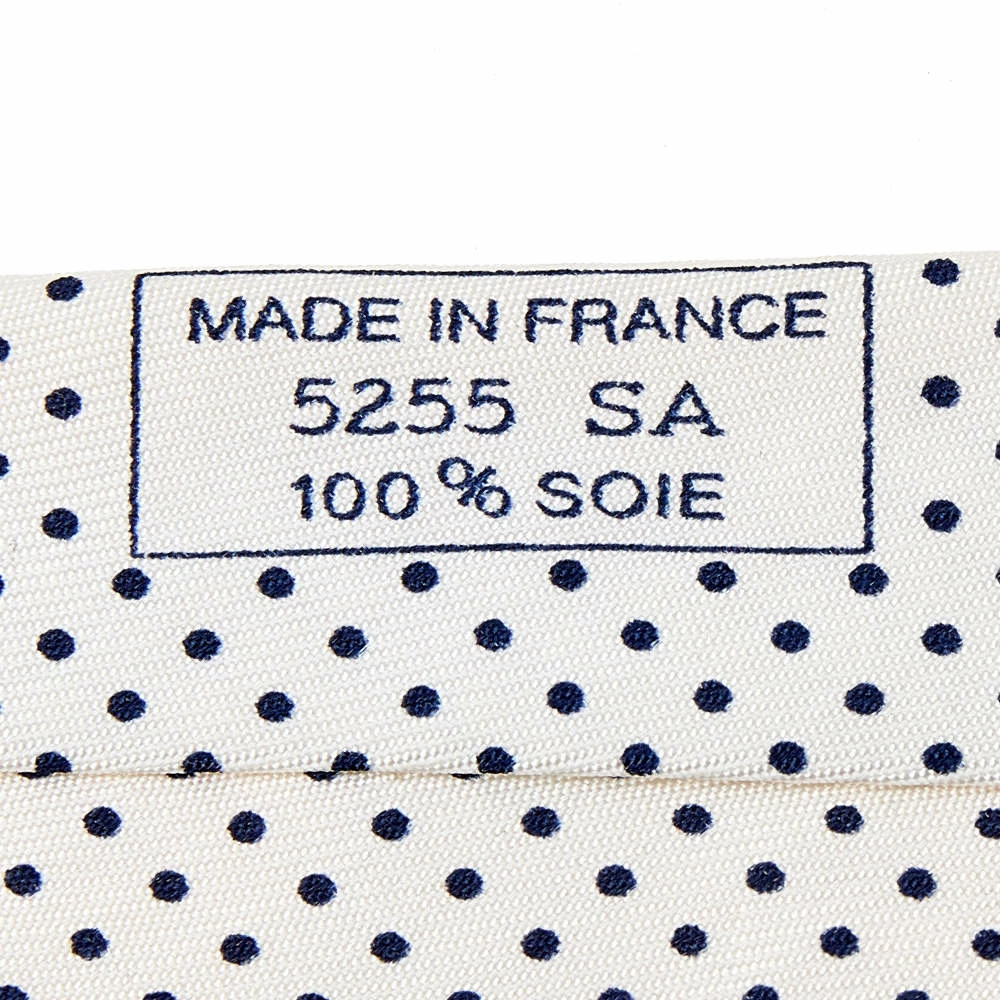 MADE IN FRANCE
5255 SA
100 % SOIE